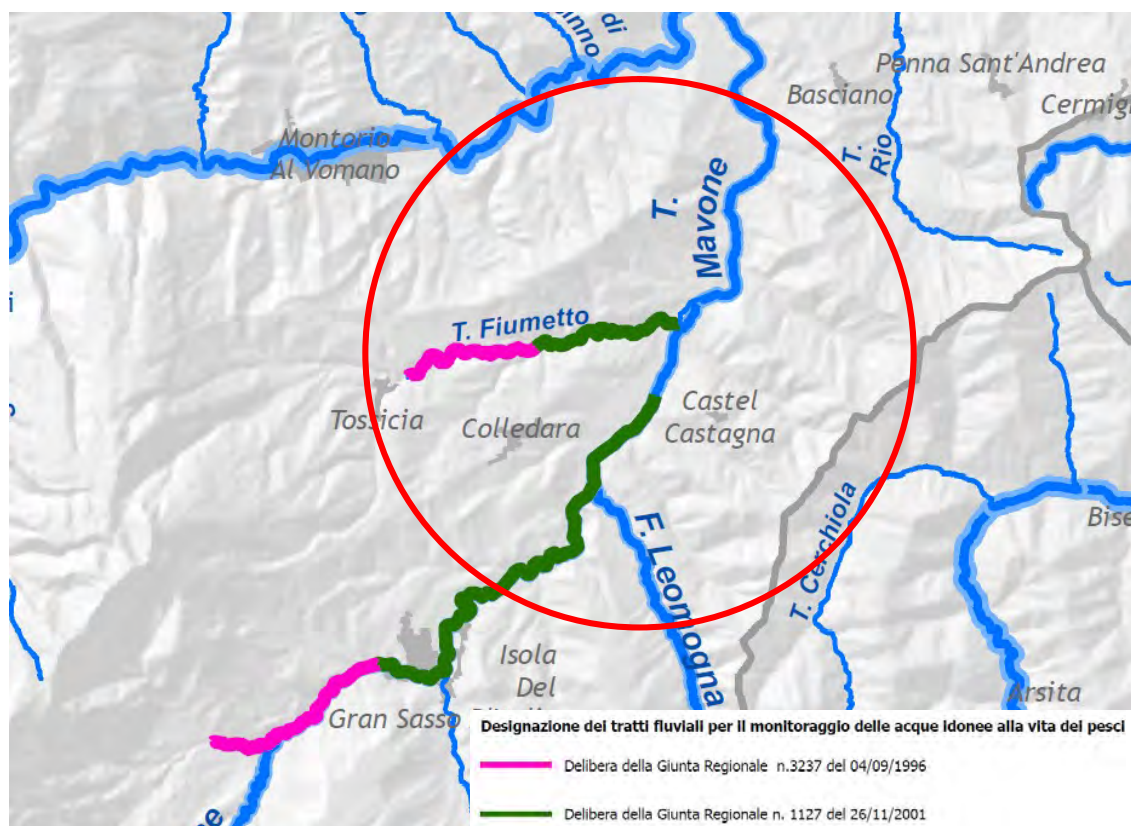 di
Penna Sant'Andrea
Basciano
Cermig
Montorio
Al Vomano
T.
Rio
T.
Mavone
T. Fiumetto
Tossicia
Colledara
Castel
Castagna
Bise
F. Leomogna
T. Cerchiola
Isola
Del
Gran Sasso
Arsita
Designazione dei tratti fluviali per il monitoraggio delle acque idonee alla vita dei pesci
Delibera della Giunta Regionale n.3237 del 04/09/1996
Delibera della Giunta Regionale n. 1127 del 26/11/2001